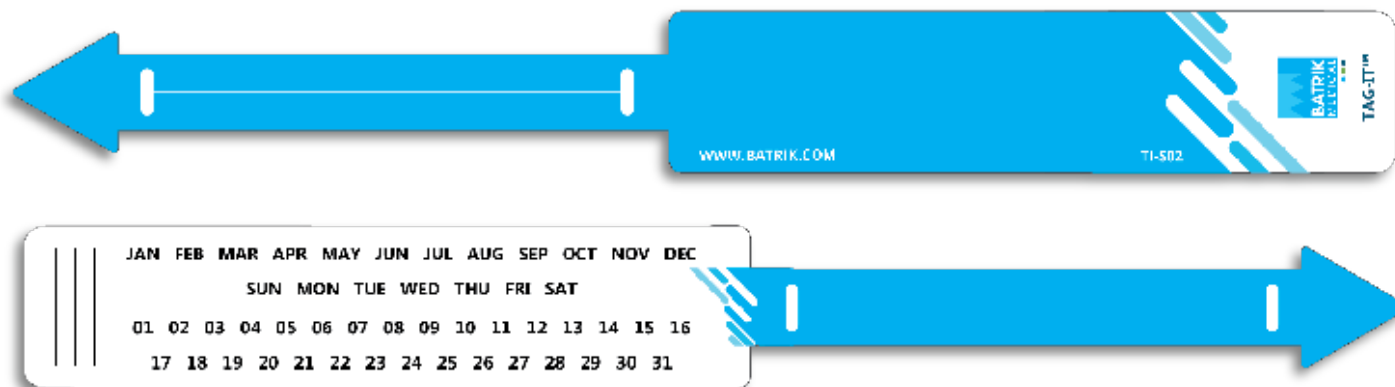 WWW.BATRIK.COM
TI-S02
BATRIK
MEDICAL
TAG-IT™
JAN FEB MAR APR MAY JUN JUL AUG SEP OCT NOV DEC
SUN MON TUE WED THU FRI SAT
01 02 03 04 05 06 07 08 09 10 11 12 13 14 15 16
17 18 19 20 21 22 23 24 25 26 27 28 29 30 31